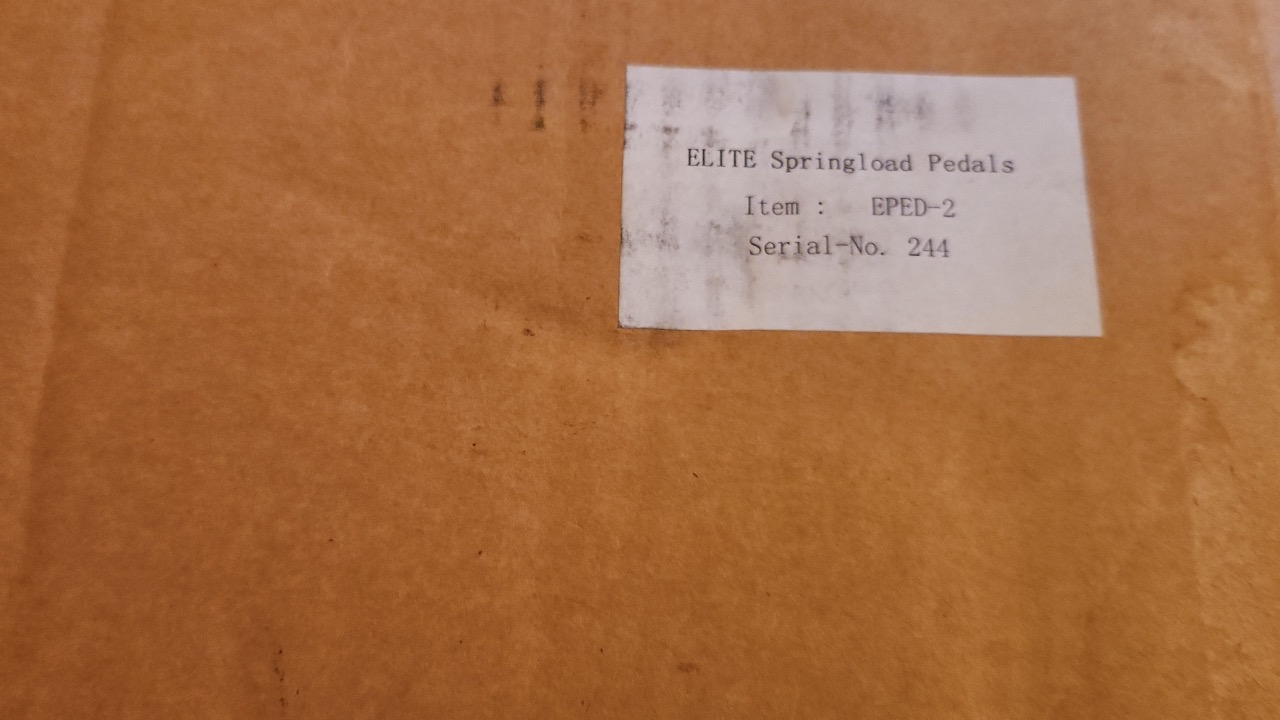 ELITE Springload Pedals
Item : EPED-2
Serial-No. 244